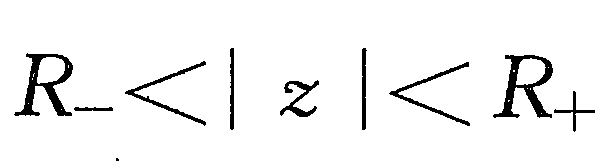 R₋ < | z | < R₊